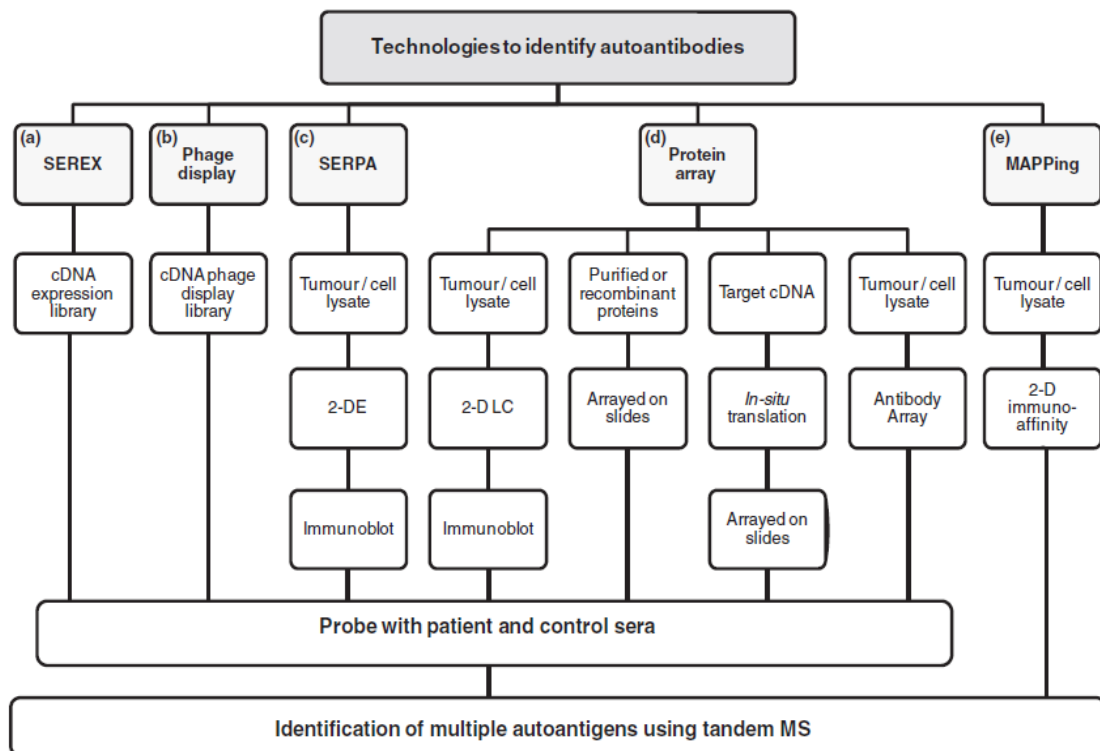 Technologies to identify autoantibodies
(a)
SEREX
(b)
Phage
display
(c)
SERPA
(d)
Protein
array
(e)
MAPPing
cDNA
expression
library
cDNA phage
display
library
Tumour / cell
lysate
Tumour / cell
lysate
Purified or
recombinant
proteins
Target cDNA
Tumour / cell
lysate
Tumour / cell
lysate
2-DE
2-D LC
Arrayed on
slides
In-situ
translation
Antibody
Array
2-D
immuno-
affinity
Immunoblot
Immunoblot
Arrayed on
slides
Probe with patient and control sera
Identification of multiple autoantigens using tandem MS